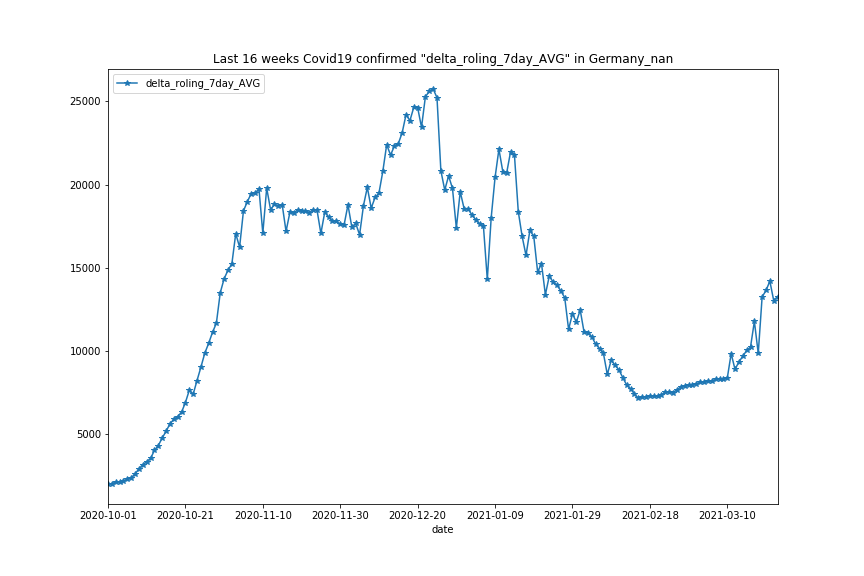 Last 16 weeks Covid19 confirmed "delta_roling_7day_AVG" in Germany_nan
delta_roling_7day_AVG
25000
20000
15000
10000
5000
2020-10-01 2020-10-21 2020-11-10 2020-11-30 2020-12-20 2021-01-09 2021-01-29 2021-02-18 2021-03-10
date